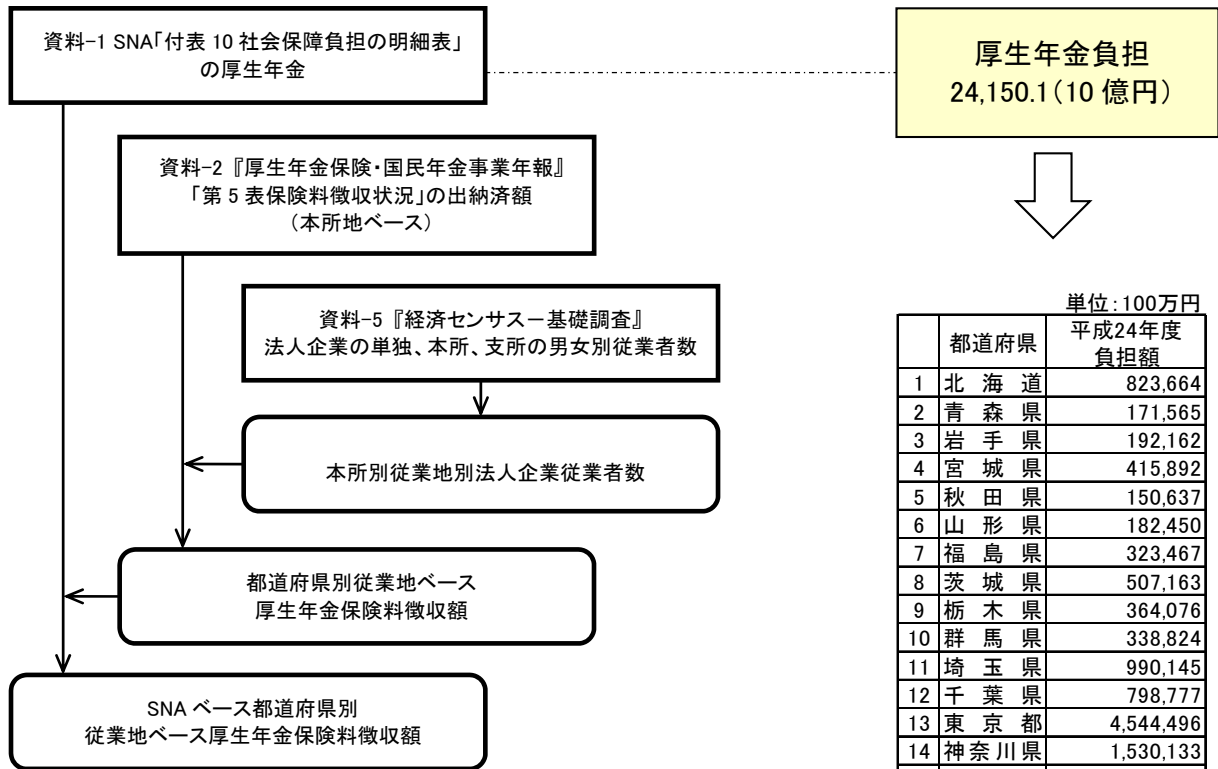 資料-1 SNA「付表 10 社会保障負担の明細表」
の厚生年金
厚生年金負担
24,150.1(10 億円)
資料-2『厚生年金保険・国民年金事業年報』
「第 5 表保険料徴収状況」の出納済額
(本所地ベース)
資料-5『経済センサス－基礎調査』
法人企業の単独、本所、支所の男女別従業者数
本所別従業地別法人企業従業者数
都道府県別従業地ベース
厚生年金保険料徴収額
SNA ベース都道府県別
従業地ベース厚生年金保険料徴収額
単位:100万円
都道府県 平成24年度
負担額
1 北海道 823,664
2 青森県 171,565
3 岩手県 192,162
4 宮城県 415,892
5 秋田県 150,637
6 山形県 182,450
7 福島県 323,467
8 茨城県 507,163
9 栃木県 364,076
10 群馬県 338,824
11 埼玉県 990,145
12 千葉県 798,777
13 東京都 4,544,496
14 神奈川県 1,530,133